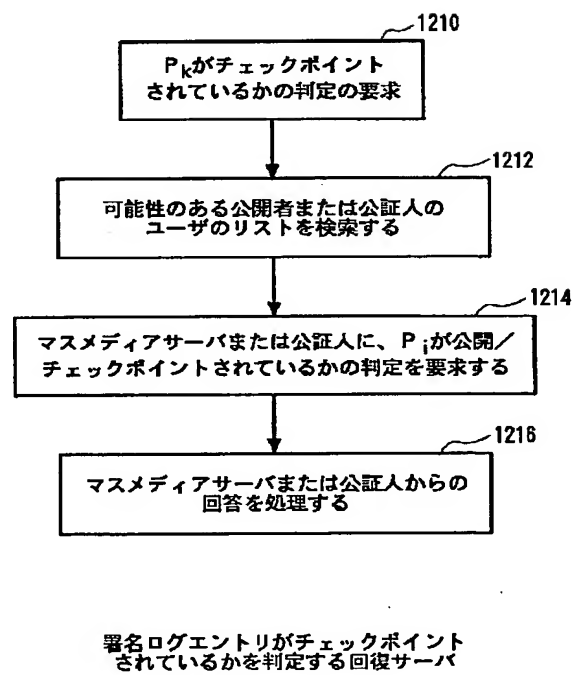 1210
Pkがチェックポイント
されているかの判定の要求
1212
可能性のある公開者または公証人の
ユーザのリストを検索する
1214
マスメディアサーバまたは公証人に、Piが公開／
チェックポイントされているかの判定を要求する
1216
マスメディアサーバまたは公証人からの
回答を処理する
署名ログエントリがチェックポイント
されているかを判定する回復サーバ